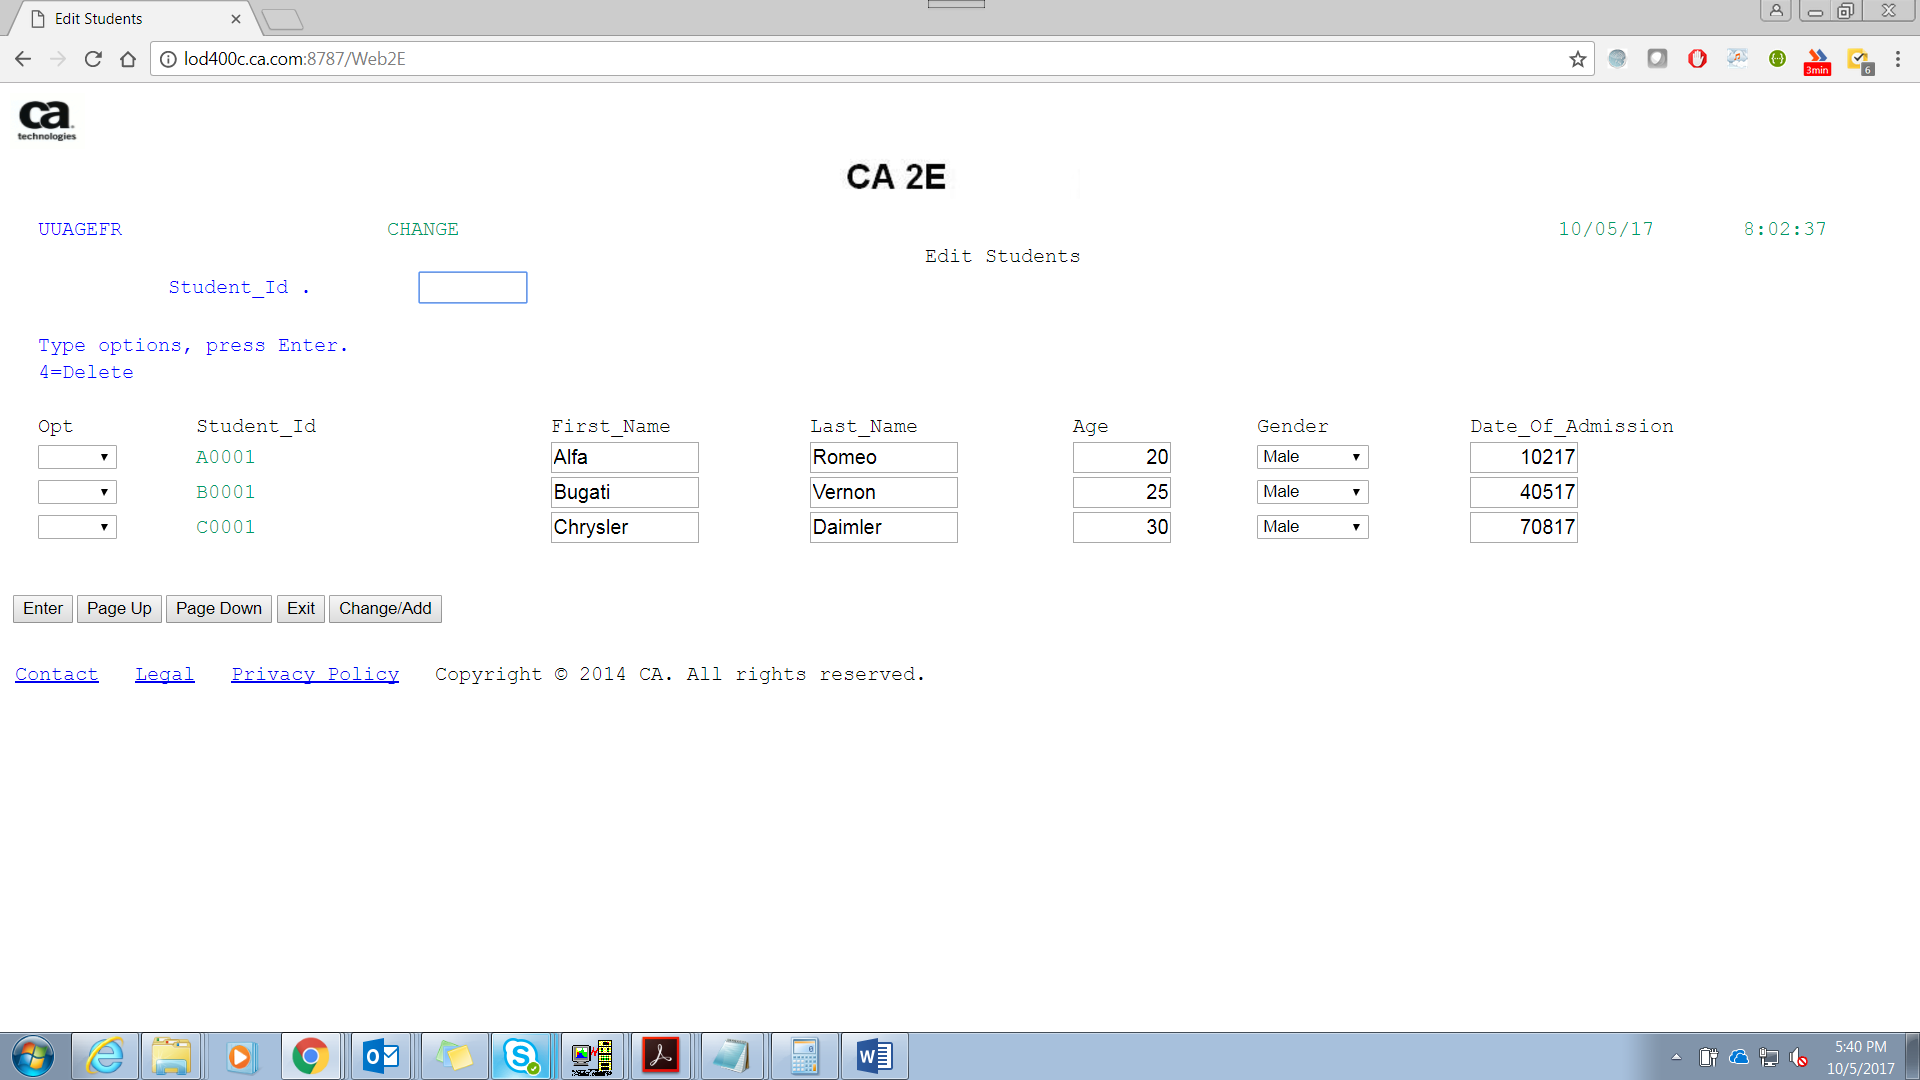 Edit Students
lod400c.ca.com:8787/Web2E
3min
6
ca
technologies
CA 2E
UUAGEFR CHANGE 10/05/17 8:02:37
Edit Students
Student_Id .
Type options, press Enter.
4=Delete
Opt Student_Id First_Name Last_Name Age Gender Date_Of_Admission
A0001 Alfa Romeo 20 Male 10217
B0001 Bugati Vernon 25 Male 40517
C0001 Chrysler Daimler 30 Male 70817
Enter Page Up Page Down Exit Change/Add
Contact Legal Privacy Policy Copyright © 2014 CA. All rights reserved.
5:40 PM
10/5/2017